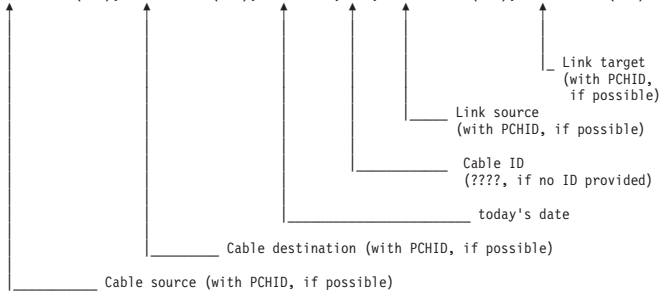 Link target
(with PCHID,
if possible)
Link source
(with PCHID, if possible)
Cable ID
(????, if no ID provided)
today's date
Cable destination (with PCHID, if possible)
Cable source (with PCHID, if possible)